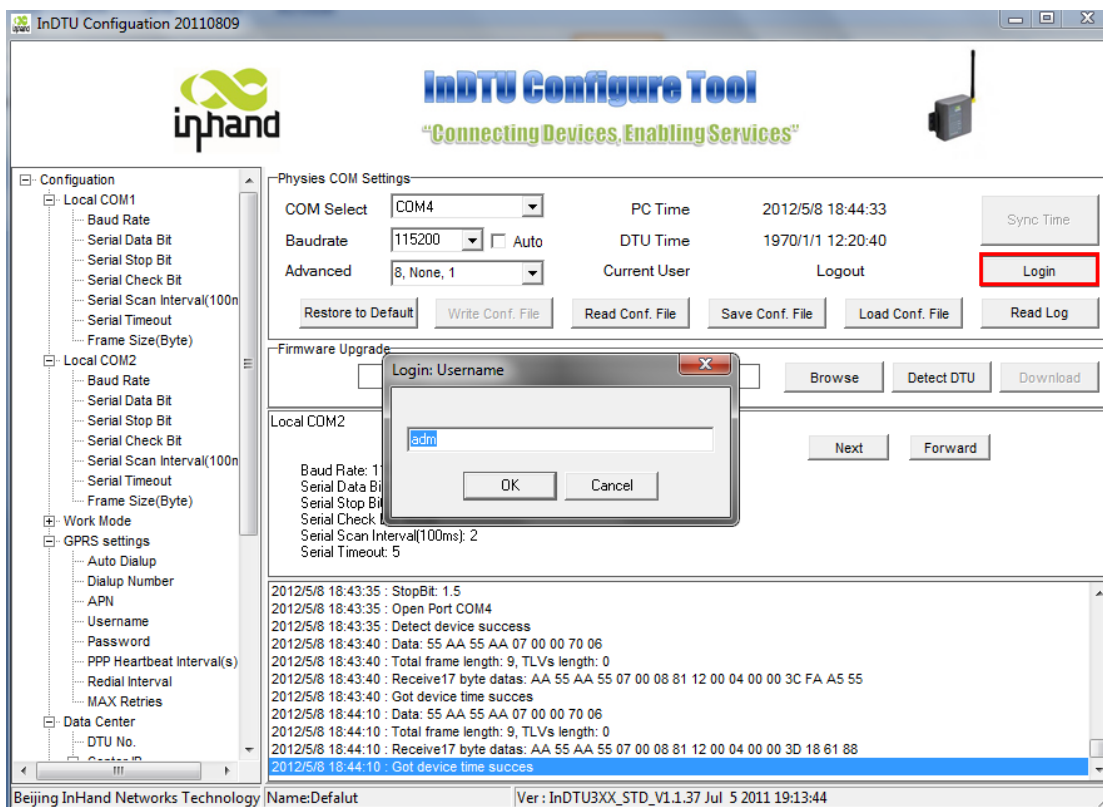 InDTU Configuation 20110809
inhand
InDTU Configure Tool
“Connecting Devices, Enabling Services”
Configuation
Local COM1
Baud Rate
Serial Data Bit
Serial Stop Bit
Serial Check Bit
Serial Scan Interval(100n
Serial Timeout
Frame Size(Byte)
Local COM2
Baud Rate
Serial Data Bit
Serial Stop Bit
Serial Check Bit
Serial Scan Interval(100n
Serial Timeout
Frame Size(Byte)
Work Mode
GPRS settings
Auto Dialup
Dialup Number
APN
Username
Password
PPP Heartbeat Interval(s)
Redial Interval
MAX Retries
Data Center
DTU No.
Physies COM Settings
COM Select COM4 PC Time 2012/5/8 18:44:33 Sync Time
Baudrate 115200 Auto DTU Time 1970/1/1 12:20:40
Advanced 8, None, 1 Current User Logout Login
Restore to Default Write Conf. File Read Conf. File Save Conf. File Load Conf. File Read Log
Firmware Upgrade
Browse Detect DTU Download
Login: Username
adm
OK Cancel
Local COM2
Next Forward
Baud Rate: 11
Serial Data Bi
Serial Stop Bi
Serial Check
Serial Scan Interval(100ms): 2
Serial Timeout: 5
2012/5/8 18:43:35 : StopBit: 1.5
2012/5/8 18:43:35 : Open Port COM4
2012/5/8 18:43:35 : Detect device success
2012/5/8 18:43:40 : Data: 55 AA 55 AA 07 00 00 70 06
2012/5/8 18:43:40 : Total frame length: 9, TLVs length: 0
2012/5/8 18:43:40 : Receive17 byte datas: AA 55 AA 55 07 00 08 81 12 00 04 00 00 3C FA A5 55
2012/5/8 18:43:40 : Got device time succes
2012/5/8 18:44:10 : Data: 55 AA 55 AA 07 00 00 70 06
2012/5/8 18:44:10 : Total frame length: 9, TLVs length: 0
2012/5/8 18:44:10 : Receive17 byte datas: AA 55 AA 55 07 00 08 81 12 00 04 00 00 3D 18 61 88
2012/5/8 18:44:10 : Got device time succes
Beijing InHand Networks Technology Name:Defalut Ver : InDTU3XX_STD_V1.1.37 Jul 5 2011 19:13:44